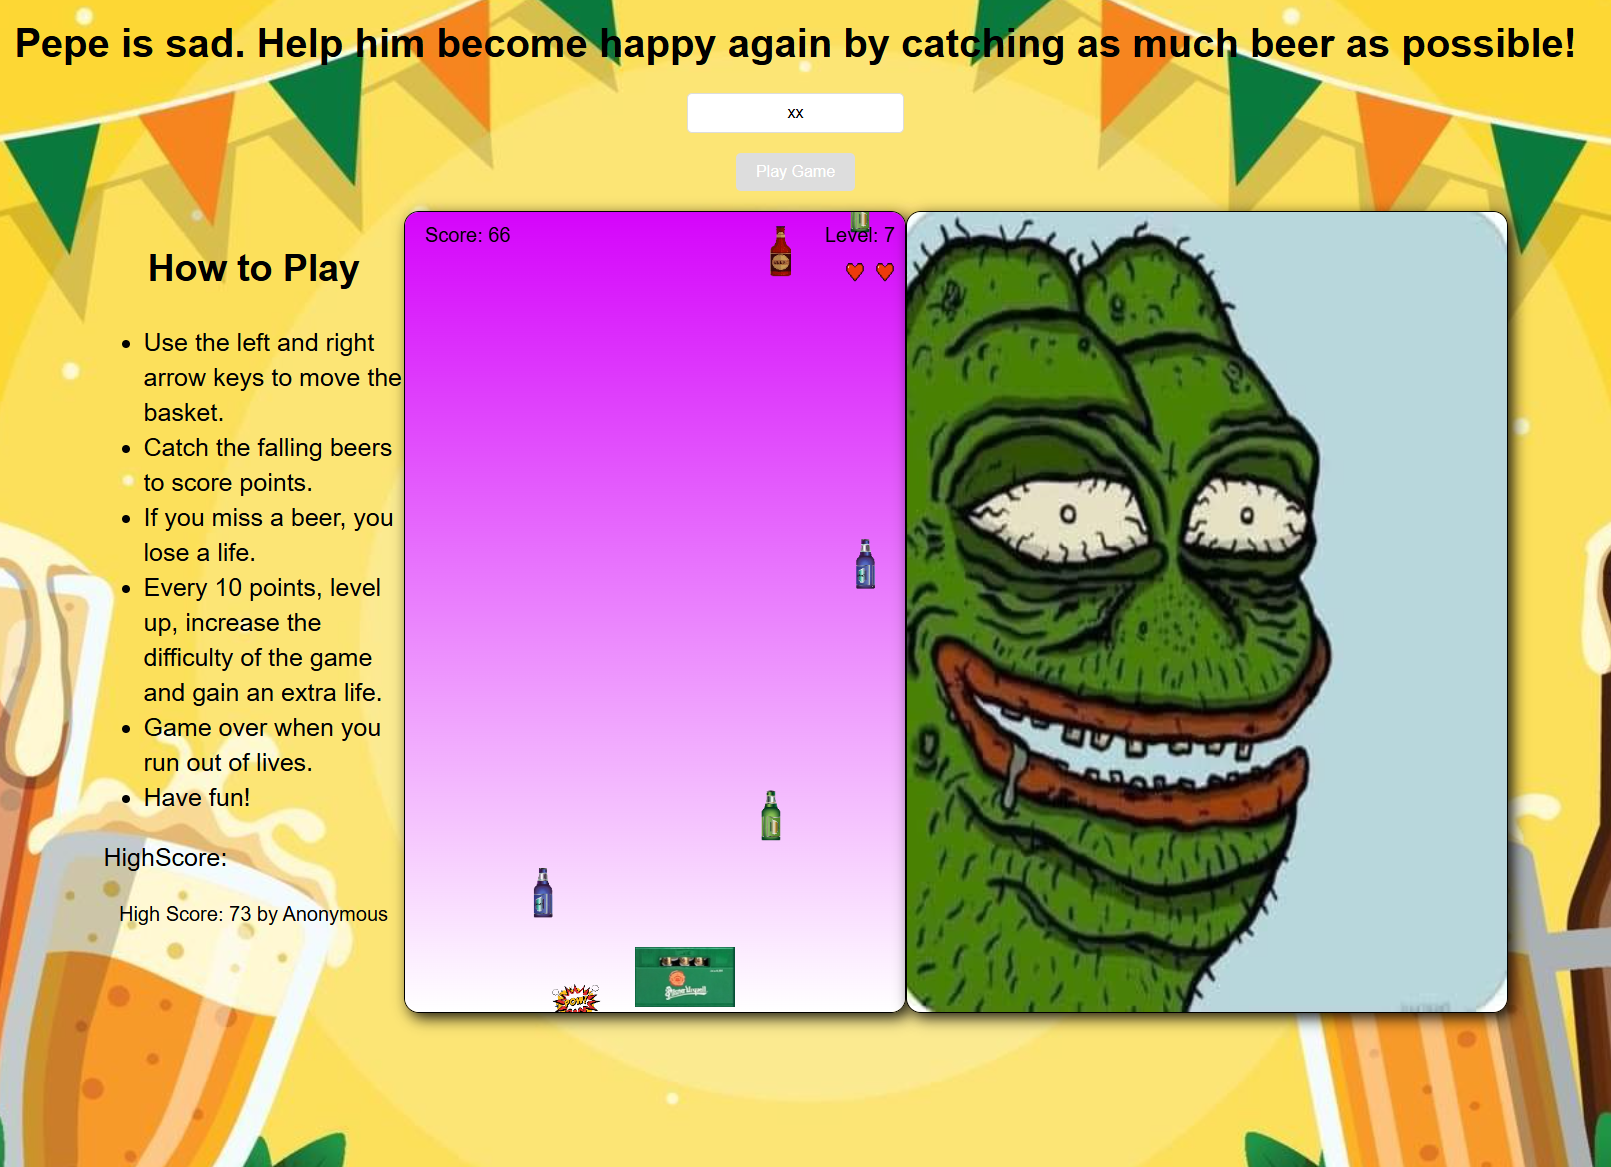 Pepe is sad. Help him become happy again by catching as much beer as possible!
xx
Play Game
How to Play
Use the left and right
arrow keys to move the
basket.
Catch the falling beers
to score points.
If you miss a beer, you
lose a life.
Every 10 points, level
up, increase the
difficulty of the game
and gain an extra life.
Game over when you
run out of lives.
Have fun!
HighScore:
High Score: 73 by Anonymous
Score: 66
Level: 7